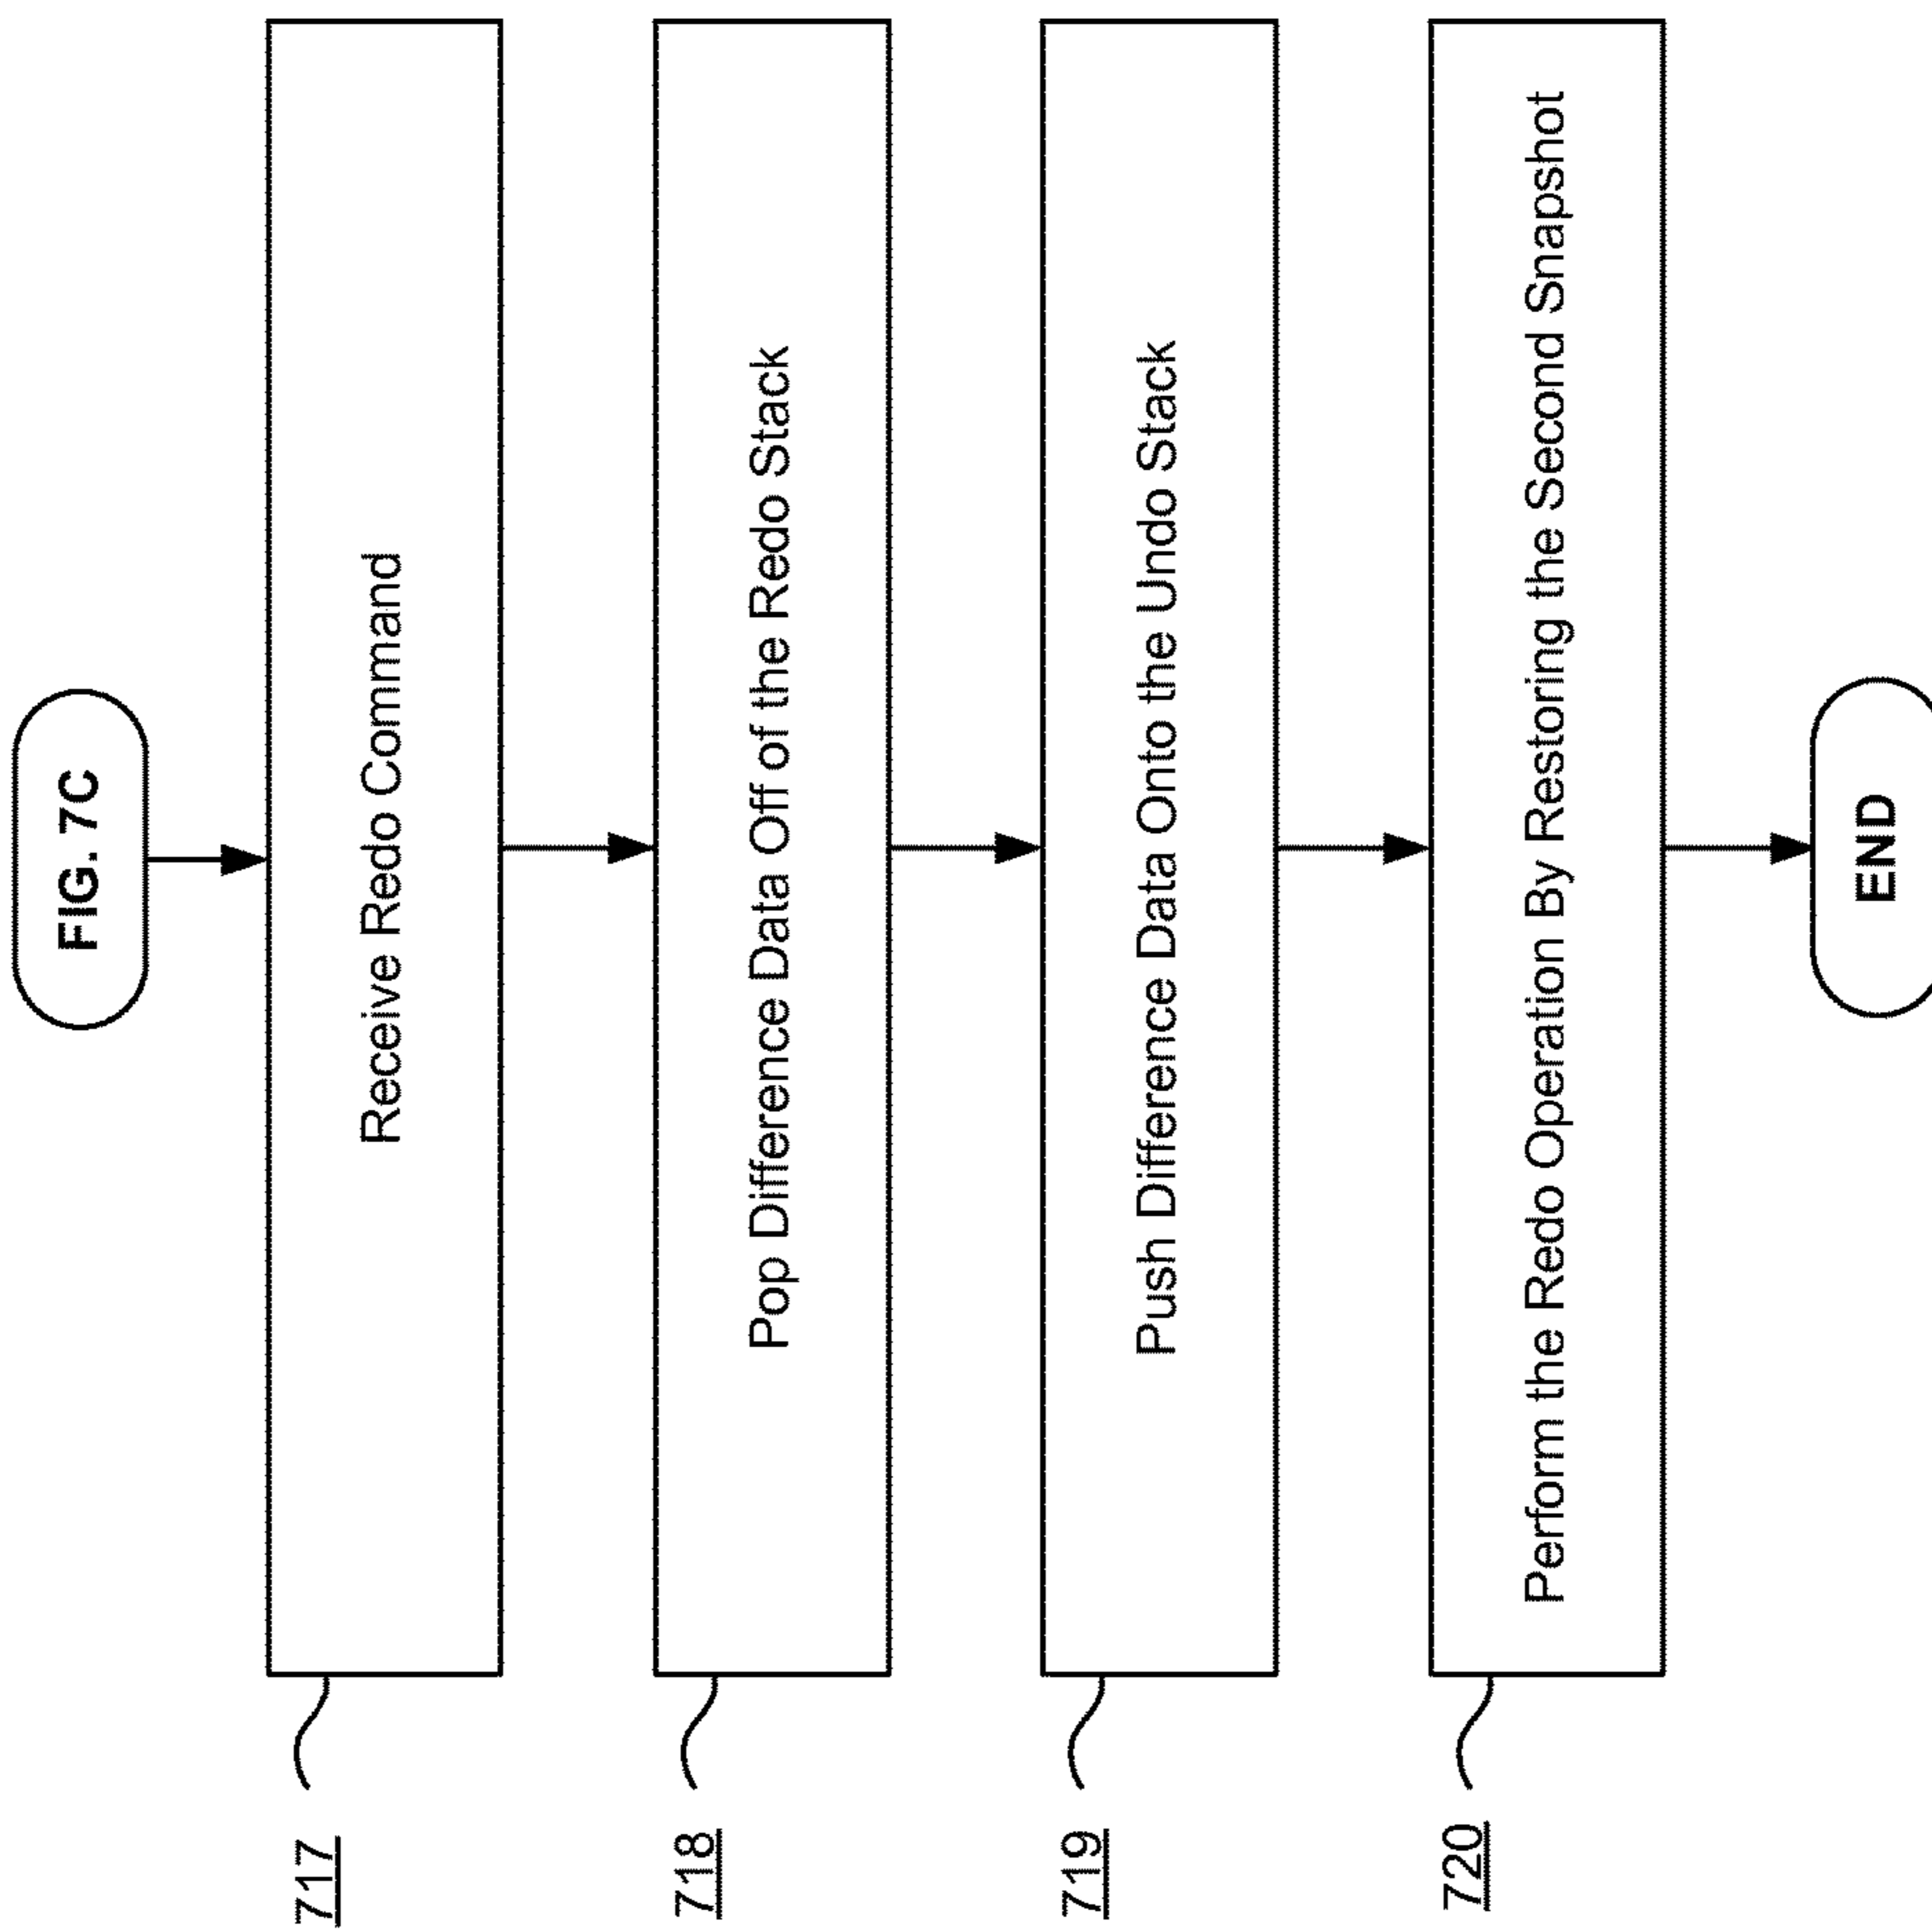 FIG. 7C
717
Receive Redo Command
718
Pop Difference Data Off of the Redo Stack
719
Push Difference Data Onto the Undo Stack
720
Perform the Redo Operation By Restoring the Second Snapshot
END